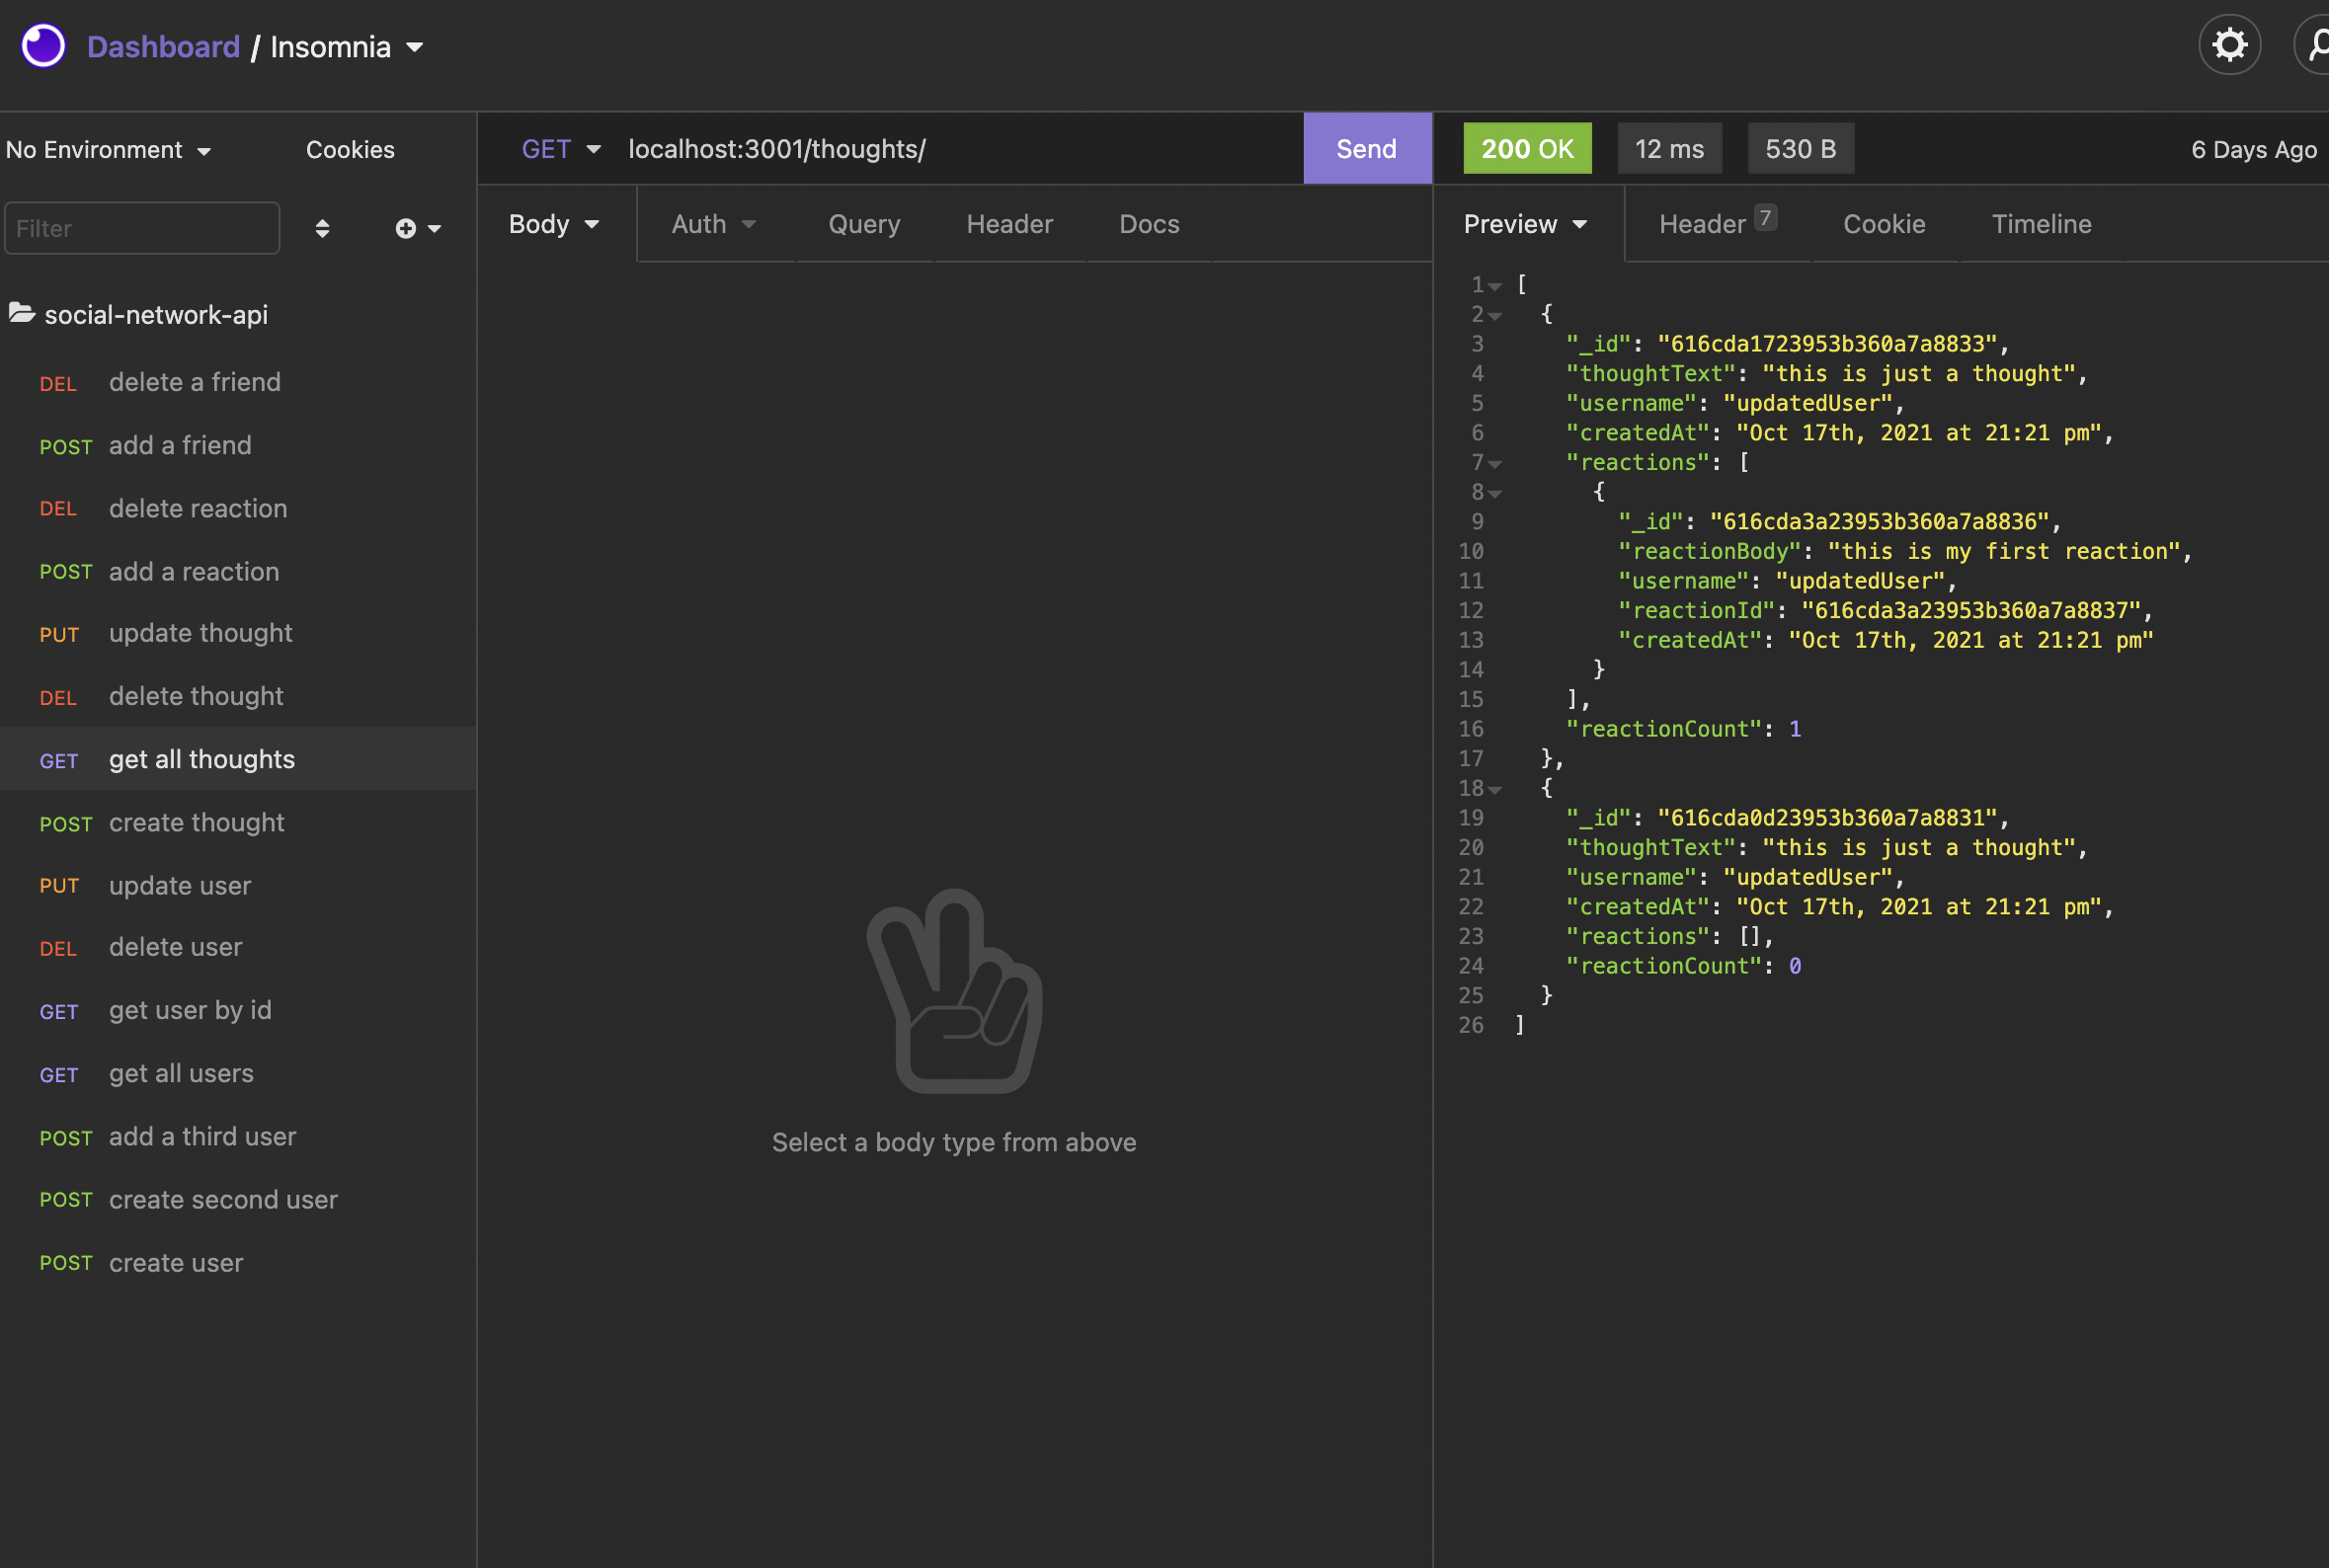 Dashboard / Insomnia
No Environment Cookies
Filter
social-network-api
DEL delete a friend
POST add a friend
DEL delete reaction
POST add a reaction
PUT update thought
DEL delete thought
GET get all thoughts
POST create thought
PUT update user
DEL delete user
GET get user by id
GET get all users
POST add a third user
POST create second user
POST create user
GET localhost:3001/thoughts/ Send
Body Auth Query Header Docs
Select a body type from above
200 OK 12 ms 530 B 6 Days Ago
Preview Header 7 Cookie Timeline
1 [
2 {
3 "_id": "616cda1723953b360a7a8833",
4 "thoughtText": "this is just a thought",
5 "username": "updatedUser",
6 "createdAt": "Oct 17th, 2021 at 21:21 pm",
7 "reactions": [
8 {
9 "_id": "616cda3a23953b360a7a8836",
10 "reactionBody": "this is my first reaction",
11 "username": "updatedUser",
12 "reactionId": "616cda3a23953b360a7a8837",
13 "createdAt": "Oct 17th, 2021 at 21:21 pm"
14 }
15 ],
16 "reactionCount": 1
17 },
18 {
19 "_id": "616cda0d23953b360a7a8831",
20 "thoughtText": "this is just a thought",
21 "username": "updatedUser",
22 "createdAt": "Oct 17th, 2021 at 21:21 pm",
23 "reactions": [],
24 "reactionCount": 0
25 }
26 ]